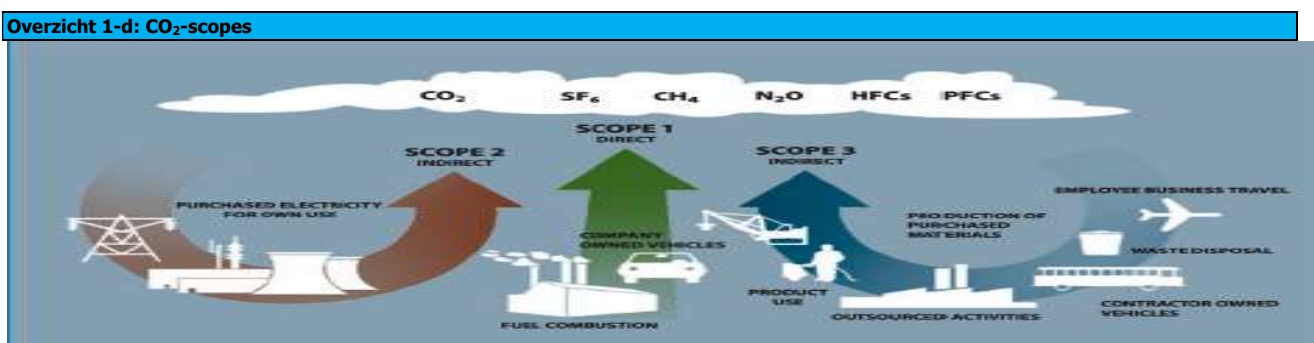 Overzicht 1-d: CO₂-scopes
CO₂ SF₆ CH₄ N₂O HFCs PFCs
SCOPE 1
DIRECT
SCOPE 2
INDIRECT
SCOPE 3
INDIRECT
PURCHASED ELECTRICITY
FOR OWN USE
COMPANY
OWNED VEHICLES
FUEL COMBUSTION
PRODUCT
USE
PRODUCTION OF
PURCHASED
MATERIALS
OUTSOURCED ACTIVITIES
EMPLOYEE BUSINESS TRAVEL
WASTE DISPOSAL
CONTRACTOR OWNED
VEHICLES